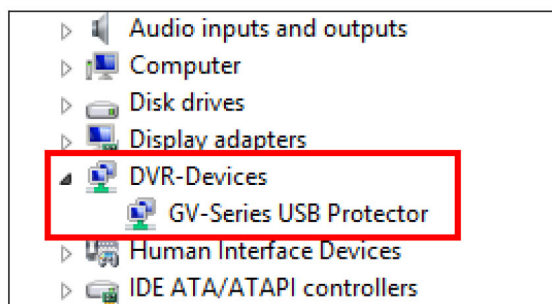 Audio inputs and outputs
Computer
Disk drives
Display adapters
DVR-Devices
GV-Series USB Protector
Human Interface Devices
IDE ATA/ATAPI controllers